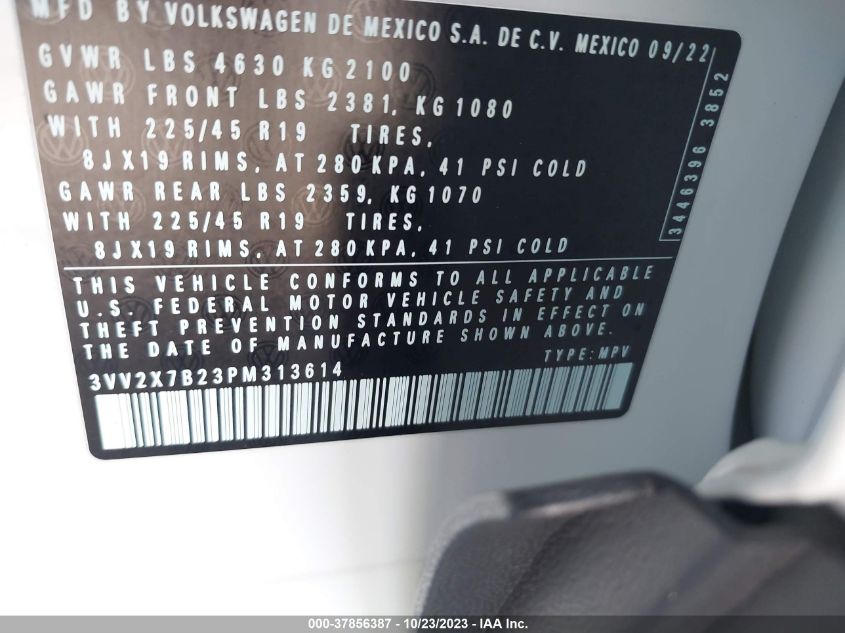 MFD BY VOLKSWAGEN DE MEXICO S.A. DE C.V. MEXICO 09/22
GVWR LBS 4630 KG 2100
GAWR FRONT LBS 2381, KG 1080
WITH 225/45 R19 TIRES,
8JX19 RIMS, AT 280 KPA, 41 PSI COLD
GAWR REAR LBS 2359, KG 1070
WITH 225/45 R19 TIRES,
8JX19 RIMS, AT 280 KPA, 41 PSI COLD
3446396 3852
THIS VEHICLE CONFORMS TO ALL APPLICABLE
U.S. FEDERAL MOTOR VEHICLE SAFETY AND
THEFT PREVENTION STANDARDS IN EFFECT ON
THE DATE OF MANUFACTURE SHOWN ABOVE.
TYPE: MPV
3VV2X7B23PM313614
000-37856387 - 10/23/2023 - IAA Inc.